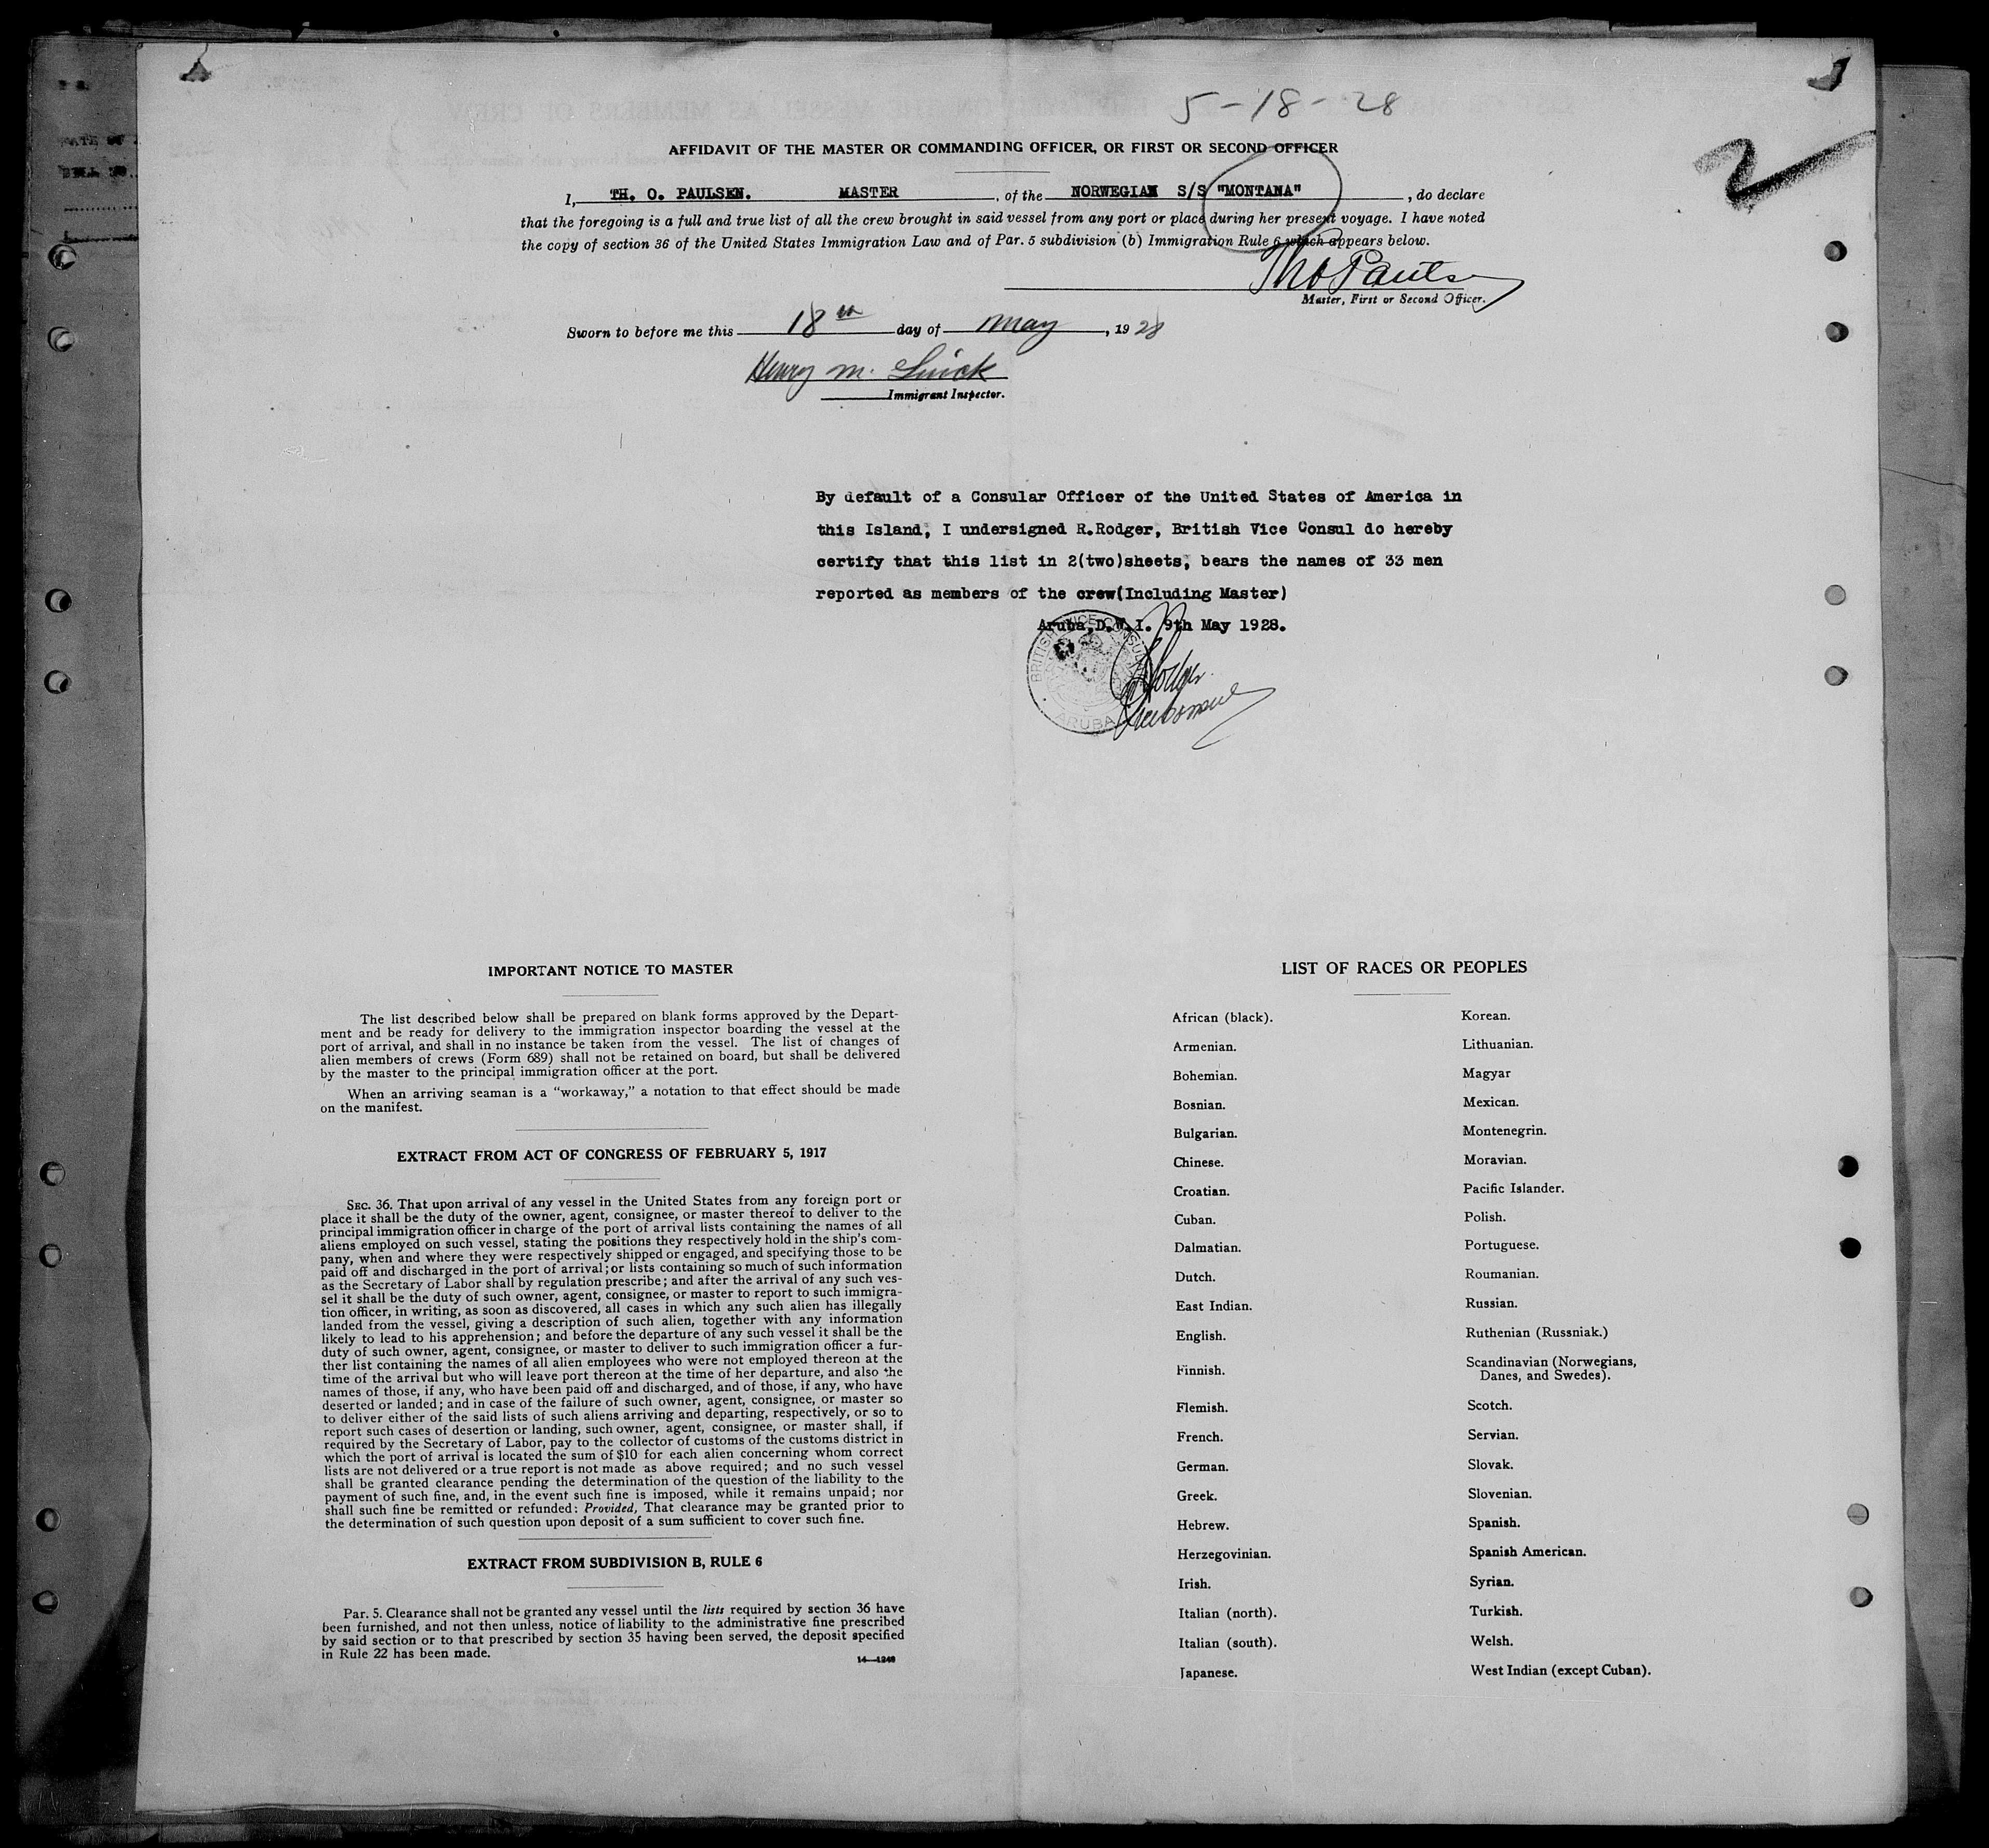 5-18-28
2
AFFIDAVIT OF THE MASTER OR COMMANDING OFFICER, OR FIRST OR SECOND OFFICER
I, TH. O. PAULSEN. MASTER, of the NORWEGIAN S/S "MONTANA", do declare
that the foregoing is a full and true list of all the crew brought in said vessel from any port or place during her present voyage. I have noted
the copy of section 36 of the United States Immigration Law and of Par. 5 subdivision (b) Immigration Rule 6 which appears below.
Th O Paulsen
Master, First or Second Officer.
Sworn to before me this 18th day of May, 1928
Henry M.
Immigrant Inspector.
By default of a Consular Officer of the United States of America in
this Island, I undersigned R.Rodger, British Vice Consul do hereby
certify that this list in 2(two)sheets, bears the names of 33 men
reported as members of the crew(Including Master)
Aruba,D.W.I. 9th May 1928.
BRITISH VICE CONSUL
ARUBA
Rodger
Vice Consul
IMPORTANT NOTICE TO MASTER
The list described below shall be prepared on blank forms approved by the Depart-
ment and be ready for delivery to the immigration inspector boarding the vessel at the
port of arrival, and shall in no instance be taken from the vessel. The list of changes of
alien members of crews (Form 689) shall not be retained on board, but shall be delivered
by the master to the principal immigration officer at the port.
When an arriving seaman is a "workaway," a notation to that effect should be made
on the manifest.
EXTRACT FROM ACT OF CONGRESS OF FEBRUARY 5, 1917
SEC. 36. That upon arrival of any vessel in the United States from any foreign port or
place it shall be the duty of the owner, agent, consignee, or master thereof to deliver to the
principal immigration officer in charge of the port of arrival lists containing the names of all
aliens employed on such vessel, stating the positions they respectively hold in the ship's com-
pany, when and where they were respectively shipped or engaged, and specifying those to be
paid off and discharged in the port of arrival; or lists containing so much of such information
as the Secretary of Labor shall by regulation prescribe; and after the arrival of any such ves-
sel it shall be the duty of such owner, agent, consignee, or master to report to such immigra-
tion officer, in writing, as soon as discovered, all cases in which any such alien has illegally
landed from the vessel, giving a description of such alien, together with any information
likely to lead to his apprehension; and before the departure of any such vessel it shall be the
duty of such owner, agent, consignee, or master to deliver to such immigration officer a fur-
ther list containing the names of all alien employees who were not employed thereon at the
time of the arrival but who will leave port thereon at the time of her departure, and also the
names of those, if any, who have been paid off and discharged, and of those, if any, who have
deserted or landed; and in case of the failure of such owner, agent, consignee, or master so
to deliver either of the said lists of such aliens arriving and departing, respectively, or so to
report such cases of desertion or landing, such owner, agent, consignee, or master shall, if
required by the Secretary of Labor, pay to the collector of customs of the customs district in
which the port of arrival is located the sum of $10 for each alien concerning whom correct
lists are not delivered or a true report is not made as above required; and no such vessel
shall be granted clearance pending the determination of the question of the liability to the
payment of such fine, and, in the event such fine is imposed, while it remains unpaid; nor
shall such fine be remitted or refunded: Provided, That clearance may be granted prior to
the determination of such question upon deposit of a sum sufficient to cover such fine.
EXTRACT FROM SUBDIVISION B, RULE 6
Par. 5. Clearance shall not be granted any vessel until the lists required by section 36 have
been furnished, and not then unless, notice of liability to the administrative fine prescribed
by said section or to that prescribed by section 35 having been served, the deposit specified
in Rule 22 has been made.
14—1240
LIST OF RACES OR PEOPLES
African (black).
Armenian.
Bohemian.
Bosnian.
Bulgarian.
Chinese.
Croatian.
Cuban.
Dalmatian.
Dutch.
East Indian.
English.
Finnish.
Flemish.
French.
German.
Greek.
Hebrew.
Herzegovinian.
Irish.
Italian (north).
Italian (south).
Japanese.
Korean.
Lithuanian.
Magyar
Mexican.
Montenegrin.
Moravian.
Pacific Islander.
Polish.
Portuguese.
Roumanian.
Russian.
Ruthenian (Russniak.)
Scandinavian (Norwegians,
Danes, and Swedes).
Scotch.
Servian.
Slovak.
Slovenian.
Spanish.
Spanish American.
Syrian.
Turkish.
Welsh.
West Indian (except Cuban).